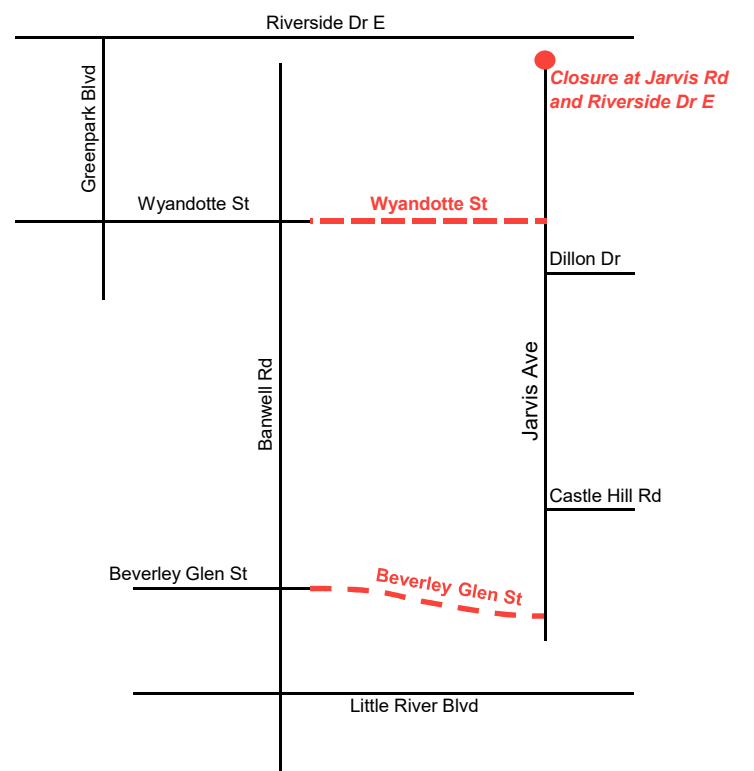 Riverside Dr E
Greenpark Blvd
Closure at Jarvis Rd
and Riverside Dr E
Wyandotte St
Wyandotte St
Dillon Dr
Banwell Rd
Jarvis Ave
Castle Hill Rd
Beverley Glen St
Beverley Glen St
Little River Blvd